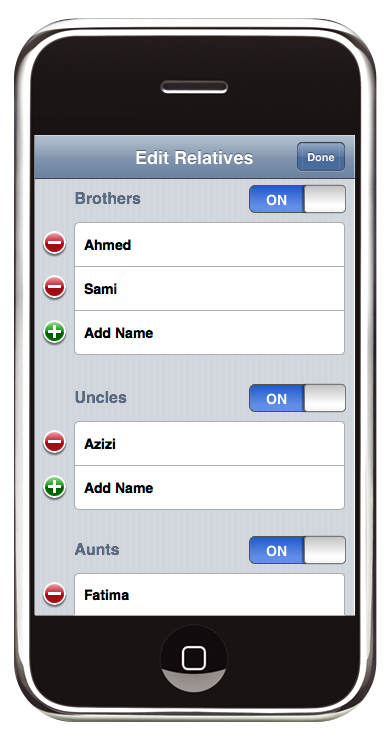 Edit Relatives Done
Brothers ON
Ahmed
Sami
Add Name
Uncles ON
Azizi
Add Name
Aunts ON
Fatima